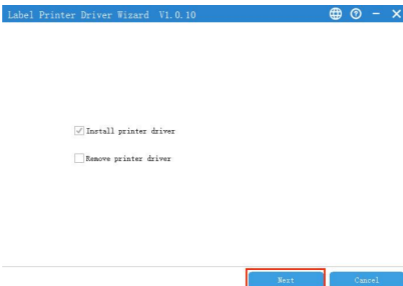 Label Printer Driver Wizard V1.0.10
Install printer driver
Remove printer driver
Next
Cancel